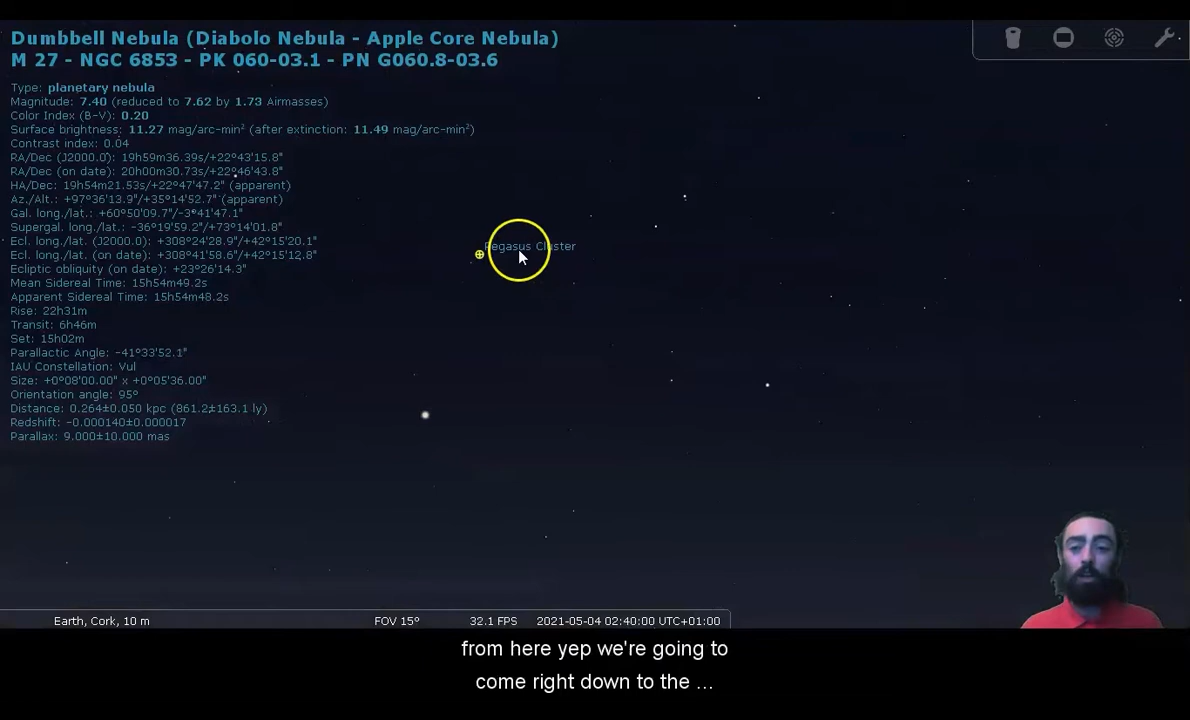 Dumbbell Nebula (Diabolo Nebula - Apple Core Nebula)
M 27 - NGC 6853 - PK 060-03.1 - PN G060.8-03.6
Type: planetary nebula
Magnitude: 7.40 (reduced to 7.62 by 1.73 Airmasses)
Color Index (B-V): 0.20
Surface brightness: 11.27 mag/arc-min² (after extinction: 11.49 mag/arc-min²)
Contrast index: 0.04
RA/Dec (J2000.0): 19h59m36.39s/+22°43'15.8"
RA/Dec (on date): 20h00m30.73s/+22°46'43.8"
HA/Dec: 19h54m21.53s/+22°47'47.2" (apparent)
Az./Alt.: +97°36'13.9"/+35°14'52.7" (apparent)
Gal. long./lat.: +60°50'09.7"/-3°41'47.1"
Supergal. long./lat.: -36°19'59.2"/+73°14'01.8"
Ecl. long./lat. (J2000.0): +308°24'28.9"/+42°15'20.1"
Ecl. long./lat. (on date): +308°41'58.6"/+42°15'12.8"
Ecliptic obliquity (on date): +23°26'14.3"
Mean Sidereal Time: 15h54m49.2s
Apparent Sidereal Time: 15h54m48.2s
Rise: 22h31m
Transit: 6h46m
Set: 15h02m
Parallactic Angle: -41°33'52.1"
IAU Constellation: Vul
Size: +0°08'00.00" x +0°05'36.00"
Orientation angle: 95°
Distance: 0.264±0.050 kpc (861.2±163.1 ly)
Redshift: -0.000140±0.000017
Parallax: 9.000±10.000 mas
Pegasus Cluster
Earth, Cork, 10 m FOV 15° 32.1 FPS 2021-05-04 02:40:00 UTC+01:00
from here yep we're going to
come right down to the ...